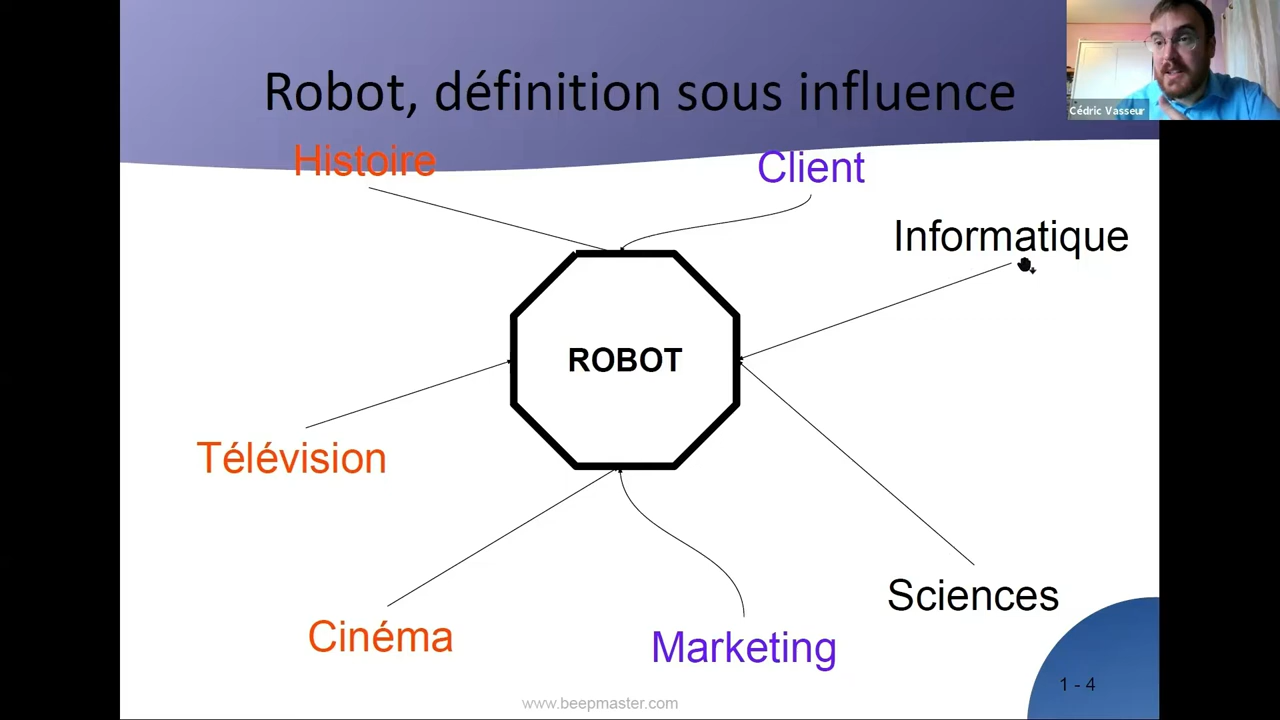 Robot, définition sous influence
Cédric Vasseur
Histoire
Client
Informatique
ROBOT
Télévision
Sciences
Cinéma
Marketing
1 - 4
www.beepmaster.com